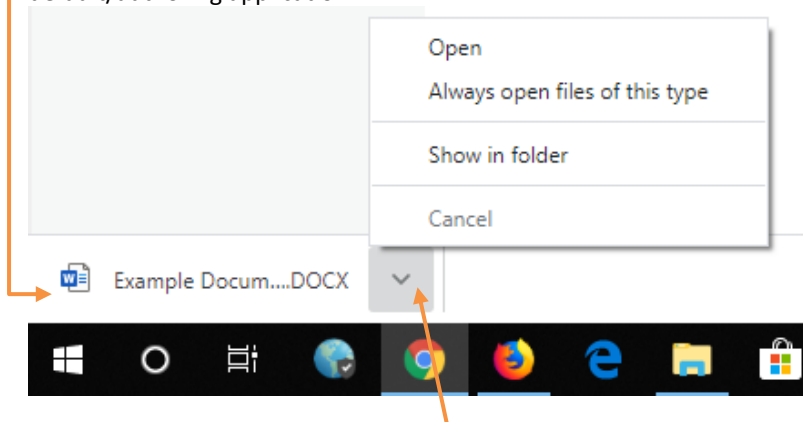 Open
Always open files of this type
Show in folder
Cancel
Example Docum....DOCX